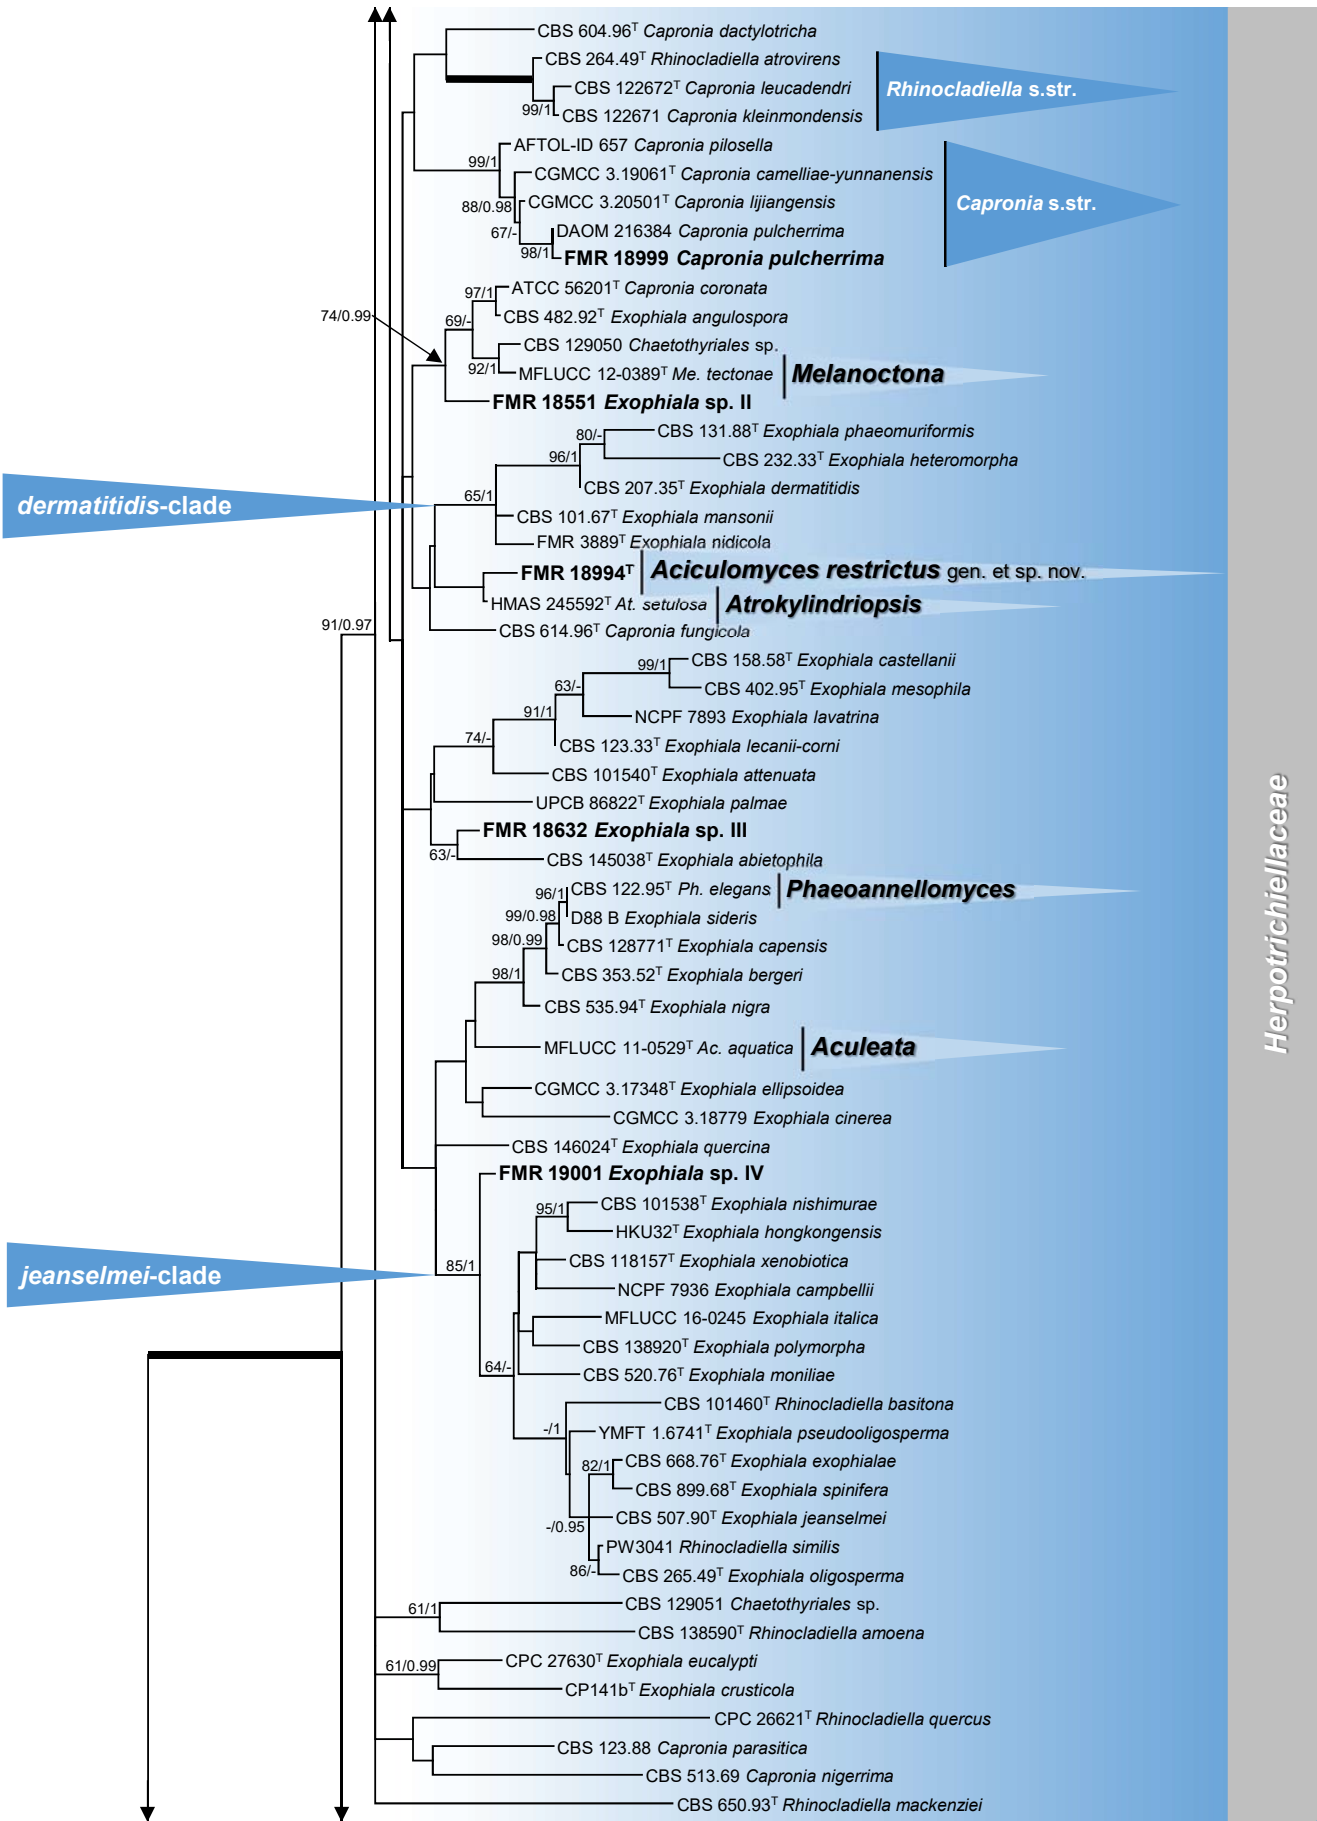 CBS 604.96ᵀ Capronia dactylotricha
CBS 264.49ᵀ Rhinocladiella atrovirens
CBS 122672ᵀ Capronia leucadendri
Rhinocladiella s.str.
99/1
CBS 122671 Capronia kleinmondensis
AFTOL-ID 657 Capronia pilosella
99/1
CGMCC 3.19061ᵀ Capronia camelliae-yunnanensis
88/0.98
CGMCC 3.20501ᵀ Capronia lijiangensis
Capronia s.str.
67/-
DAOM 216384 Capronia pulcherrima
98/1
FMR 18999 Capronia pulcherrima
97/1
ATCC 56201ᵀ Capronia coronata
74/0.99
69/-
CBS 482.92ᵀ Exophiala angulospora
CBS 129050 Chaetothyriales sp.
92/1
MFLUCC 12-0389ᵀ Me. tectonae
Melanoctona
FMR 18551 Exophiala sp. II
80/-
CBS 131.88ᵀ Exophiala phaeomuriformis
96/1
CBS 232.33ᵀ Exophiala heteromorpha
CBS 207.35ᵀ Exophiala dermatitidis
dermatitidis-clade
65/1
CBS 101.67ᵀ Exophiala mansonii
FMR 3889ᵀ Exophiala nidicola
FMR 18994ᵀ
Aciculomyces restrictus gen. et sp. nov.
HMAS 245592ᵀ At. setulosa
Atrokylindriopsis
91/0.97
CBS 614.96ᵀ Capronia fungicola
99/1
CBS 158.58ᵀ Exophiala castellanii
63/-
CBS 402.95ᵀ Exophiala mesophila
91/1
NCPF 7893 Exophiala lavatrina
74/-
CBS 123.33ᵀ Exophiala lecanii-corni
CBS 101540ᵀ Exophiala attenuata
UPCB 86822ᵀ Exophiala palmae
FMR 18632 Exophiala sp. III
63/-
CBS 145038ᵀ Exophiala abietophila
96/1
CBS 122.95ᵀ Ph. elegans
Phaeoannellomyces
99/0.98
D88 B Exophiala sideris
98/0.99
CBS 128771ᵀ Exophiala capensis
98/1
CBS 353.52ᵀ Exophiala bergeri
CBS 535.94ᵀ Exophiala nigra
MFLUCC 11-0529ᵀ Ac. aquatica
Aculeata
Herpotrichiellaceae
CGMCC 3.17348ᵀ Exophiala ellipsoidea
CGMCC 3.18779 Exophiala cinerea
CBS 146024ᵀ Exophiala quercina
FMR 19001 Exophiala sp. IV
95/1
CBS 101538ᵀ Exophiala nishimurae
HKU32ᵀ Exophiala hongkongensis
jeanselmei-clade
85/1
CBS 118157ᵀ Exophiala xenobiotica
NCPF 7936 Exophiala campbellii
MFLUCC 16-0245 Exophiala italica
CBS 138920ᵀ Exophiala polymorpha
64/-
CBS 520.76ᵀ Exophiala moniliae
CBS 101460ᵀ Rhinocladiella basitona
-/1
YMFT 1.6741ᵀ Exophiala pseudooligosperma
82/1
CBS 668.76ᵀ Exophiala exophialae
CBS 899.68ᵀ Exophiala spinifera
-/0.95
CBS 507.90ᵀ Exophiala jeanselmei
PW3041 Rhinocladiella similis
86/-
CBS 265.49ᵀ Exophiala oligosperma
61/1
CBS 129051 Chaetothyriales sp.
CBS 138590ᵀ Rhinocladiella amoena
61/0.99
CPC 27630ᵀ Exophiala eucalypti
CP141bᵀ Exophiala crusticola
CPC 26621ᵀ Rhinocladiella quercus
CBS 123.88 Capronia parasitica
CBS 513.69 Capronia nigerrima
CBS 650.93ᵀ Rhinocladiella mackenziei